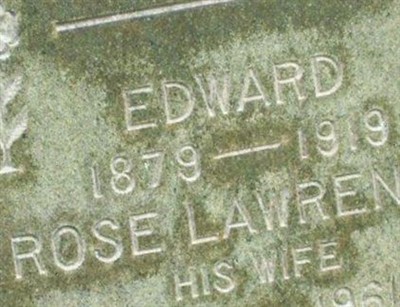 EDWARD
1879 — 1919
ROSE LAWREN
HIS WIFE